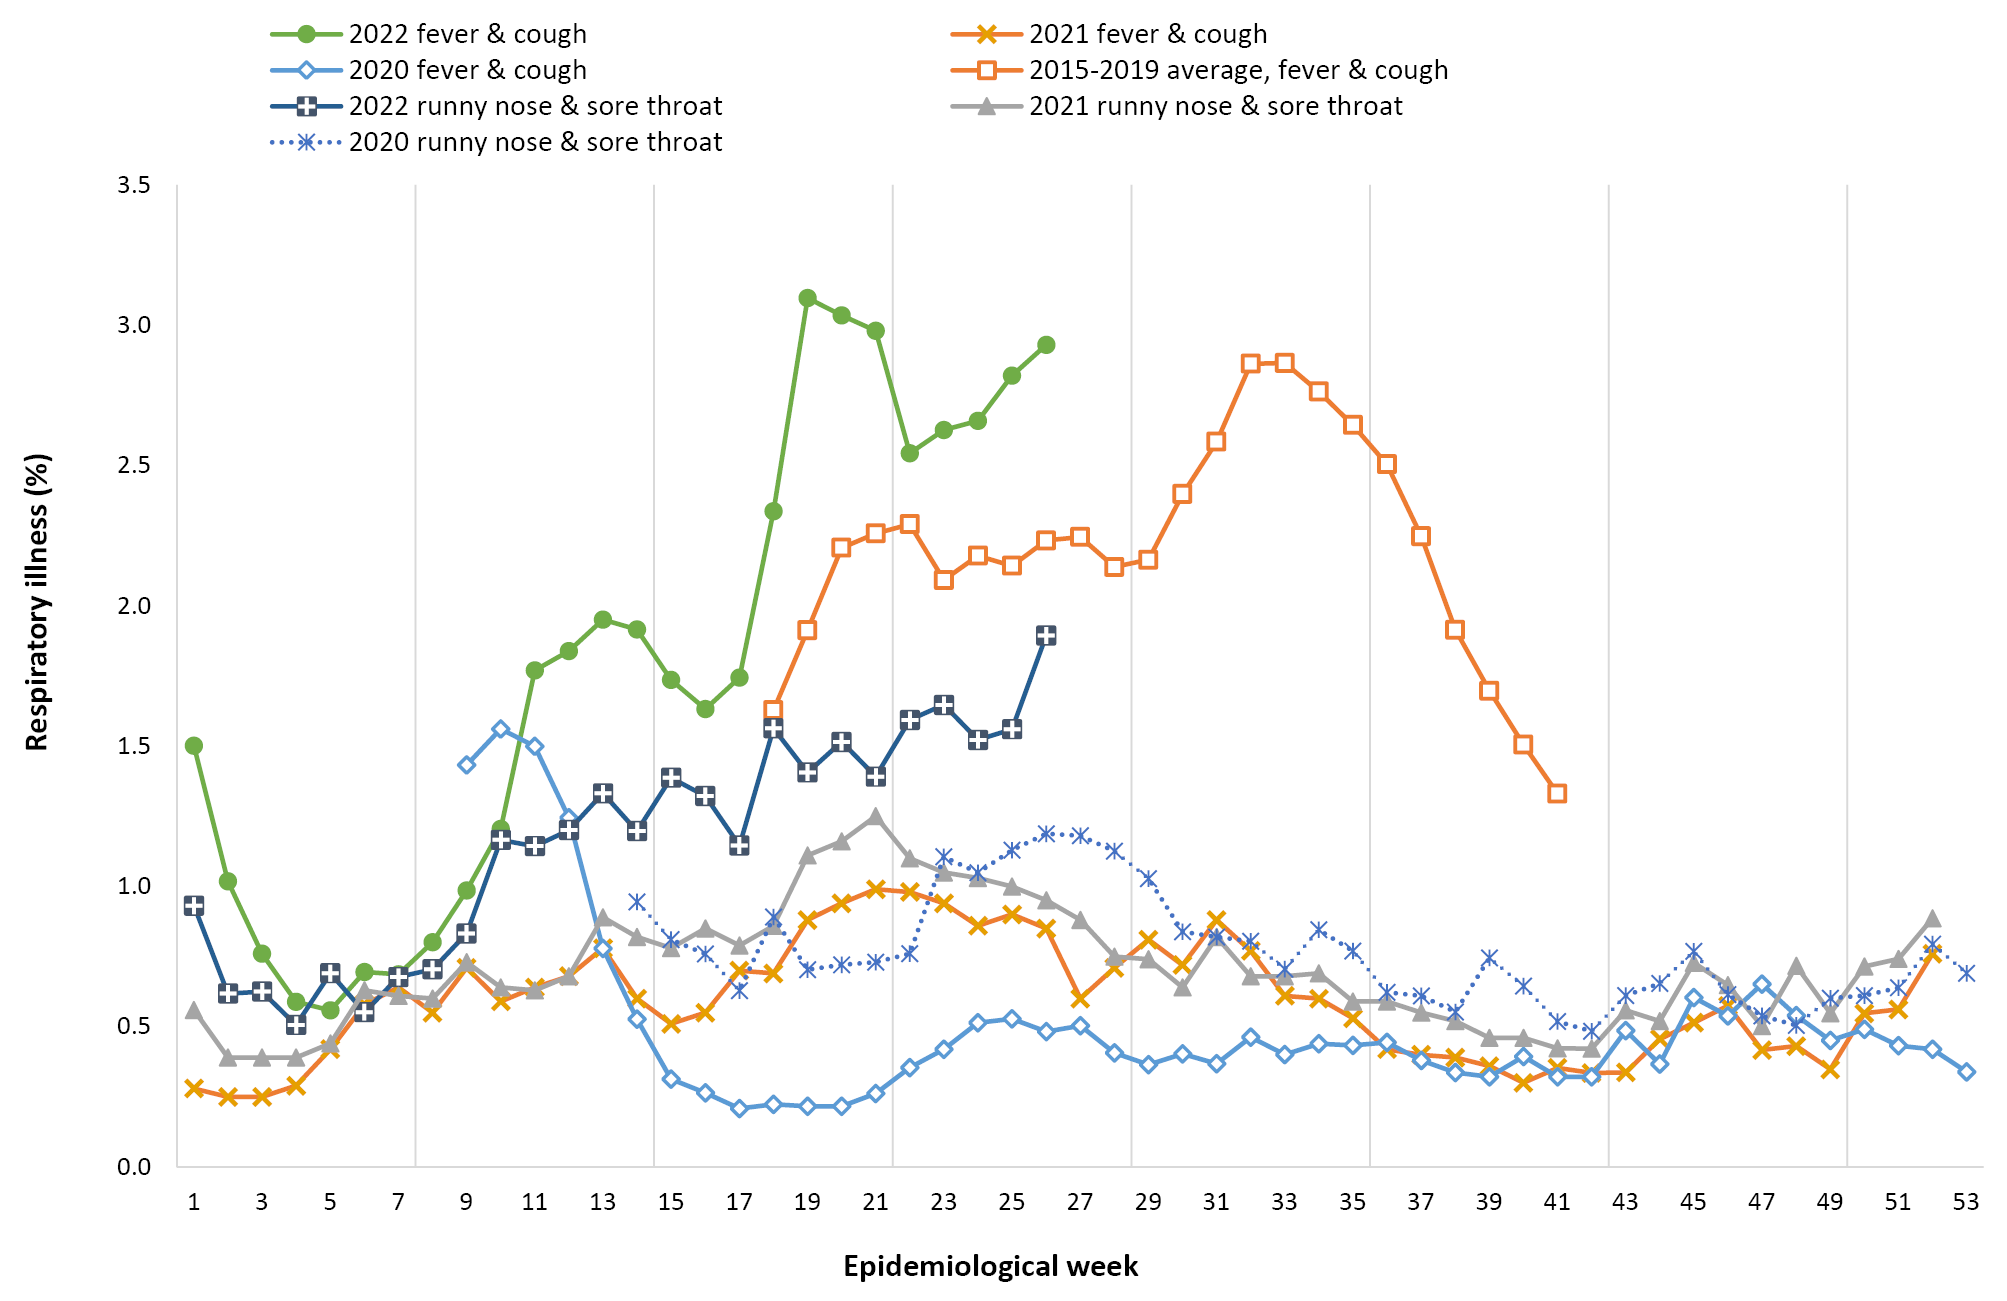 2022 fever & cough
2021 fever & cough
2020 fever & cough
2015-2019 average, fever & cough
2022 runny nose & sore throat
2021 runny nose & sore throat
2020 runny nose & sore throat
3.5
3.0
2.5
2.0
1.5
1.0
0.5
0.0
Respiratory illness (%)
1 3 5 7 9 11 13 15 17 19 21 23 25 27 29 31 33 35 37 39 41 43 45 47 49 51 53
Epidemiological week